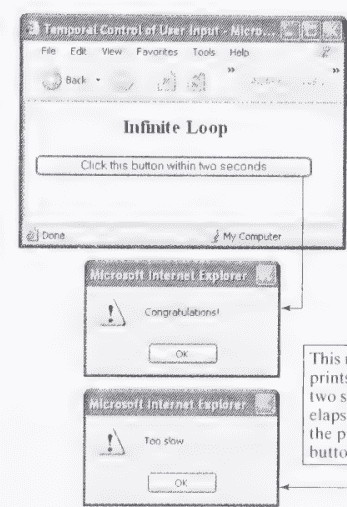 Temporal Control of User Input - Micro...
File Edit View Favorites Tools Help
Back
Infinite Loop
Click this button within two seconds
Done My Computer
Microsoft Internet Explorer
Congratulations!
OK
This
prints
two s
elaps
the p
butto
Microsoft Internet Explorer
Too slow
OK